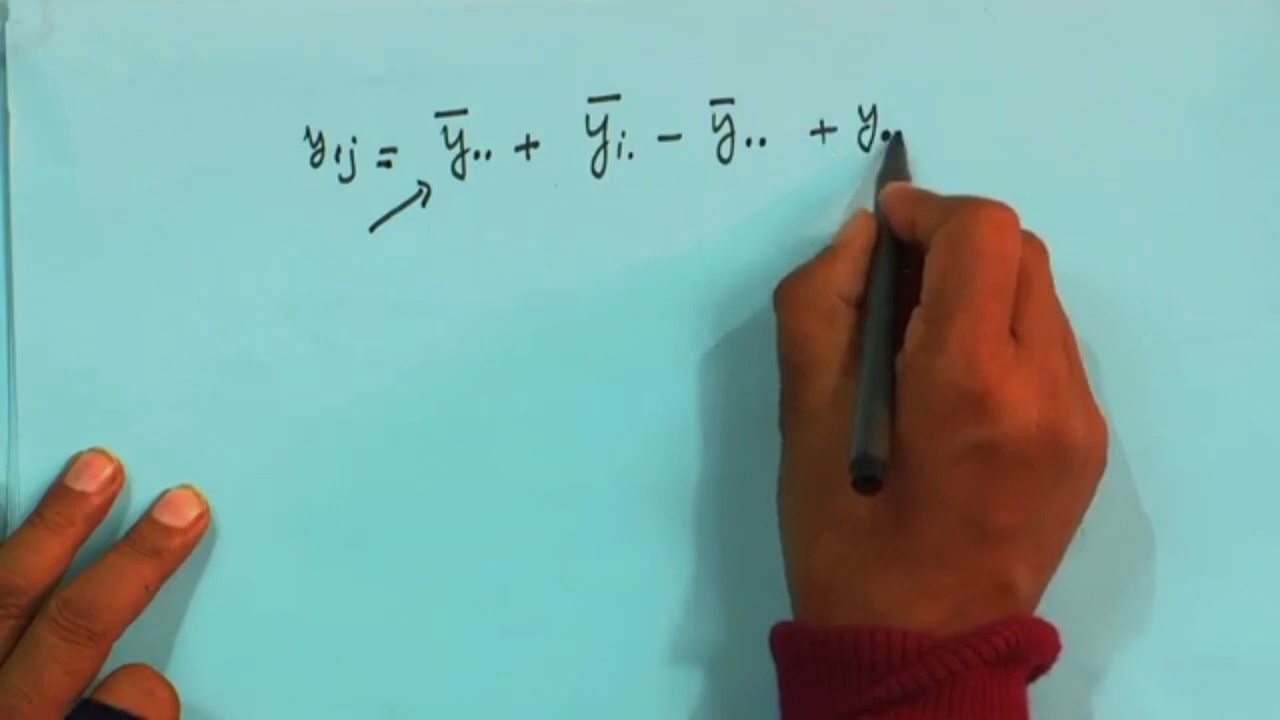 yij = ȳ.. + ȳi. - ȳ.. + y..